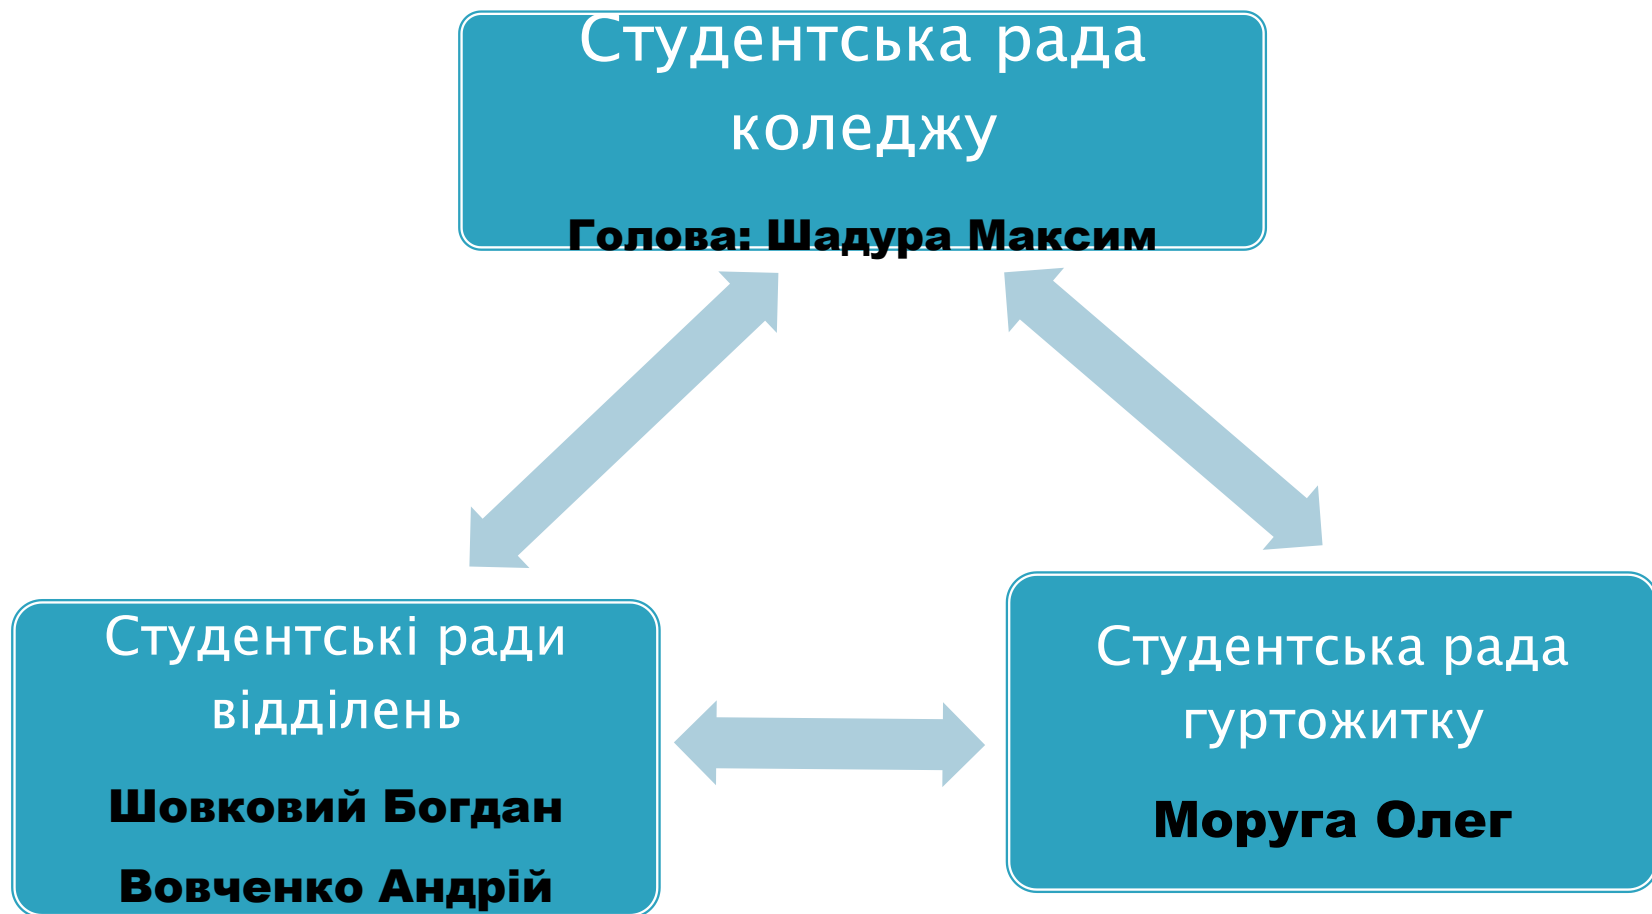 Студентська рада
коледжу
Голова: Шадура Максим
Студентські ради
відділень
Шовковий Богдан
Вовченко Андрій
Студентська рада
гуртожитку
Моруга Олег